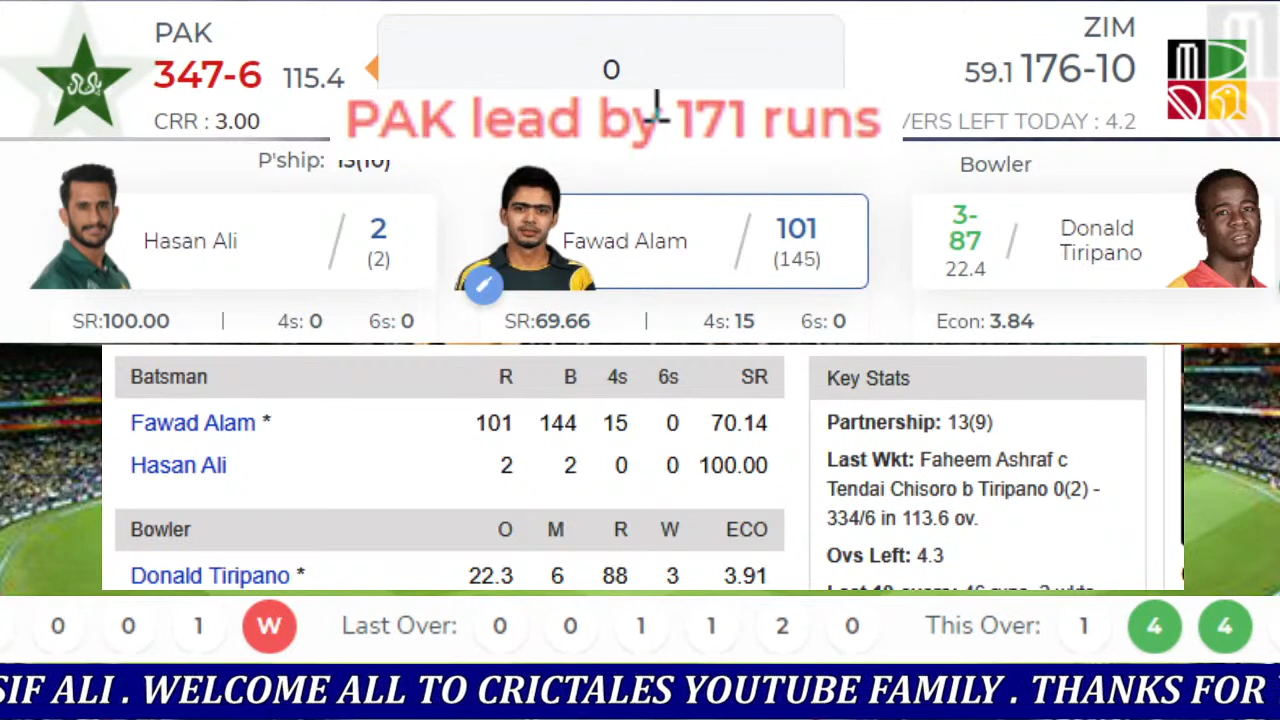 PAK
347-6 115.4
CRR : 3.00
0
PAK lead by 171 runs
ZIM
59.1 176-10
VERS LEFT TODAY : 4.2
P'ship:
Bowler
Hasan Ali
2
(2)
Fawad Alam
101
(145)
3-
87
22.4
Donald
Tiripano
SR:100.00 | 4s: 0 6s: 0
SR:69.66 | 4s: 15 6s: 0
Econ: 3.84
Batsman R B 4s 6s SR
Fawad Alam * 101 144 15 0 70.14
Hasan Ali 2 2 0 0 100.00
Bowler O M R W ECO
Donald Tiripano * 22.3 6 88 3 3.91
Key Stats
Partnership: 13(9)
Last Wkt: Faheem Ashraf c
Tendai Chisoro b Tiripano 0(2) -
334/6 in 113.6 ov.
Ovs Left: 4.3
0 0 1 W Last Over: 0 0 1 1 2 0 This Over: 1 4 4
SIF ALI . WELCOME ALL TO CRICTALES YOUTUBE FAMILY . THANKS FOR